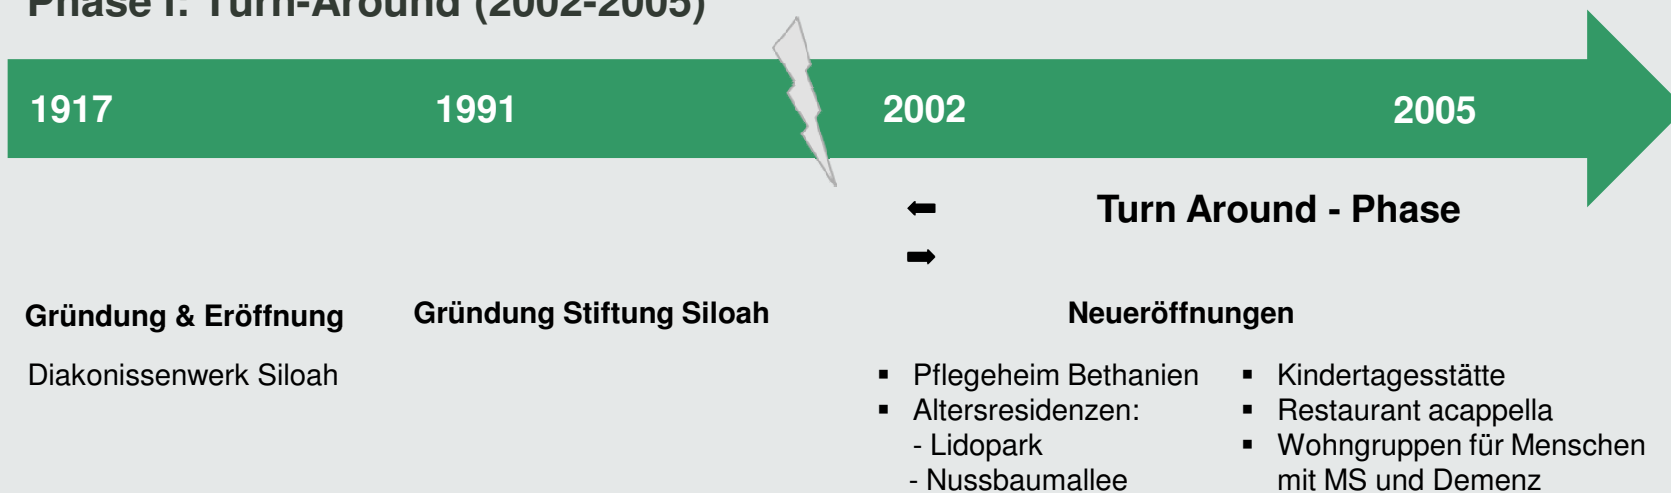 Phase I: Turn-Around (2002-2005)
1917 1991 2002 2005
Turn Around - Phase
Gründung & Eröffnung
Diakonissenwerk Siloah
Gründung Stiftung Siloah
Neueröffnungen
▪ Pflegeheim Bethanien
▪ Altersresidenzen:
- Lidopark
- Nussbaumallee
▪ Kindertagesstätte
▪ Restaurant acappella
▪ Wohngruppen für Menschen
mit MS und Demenz